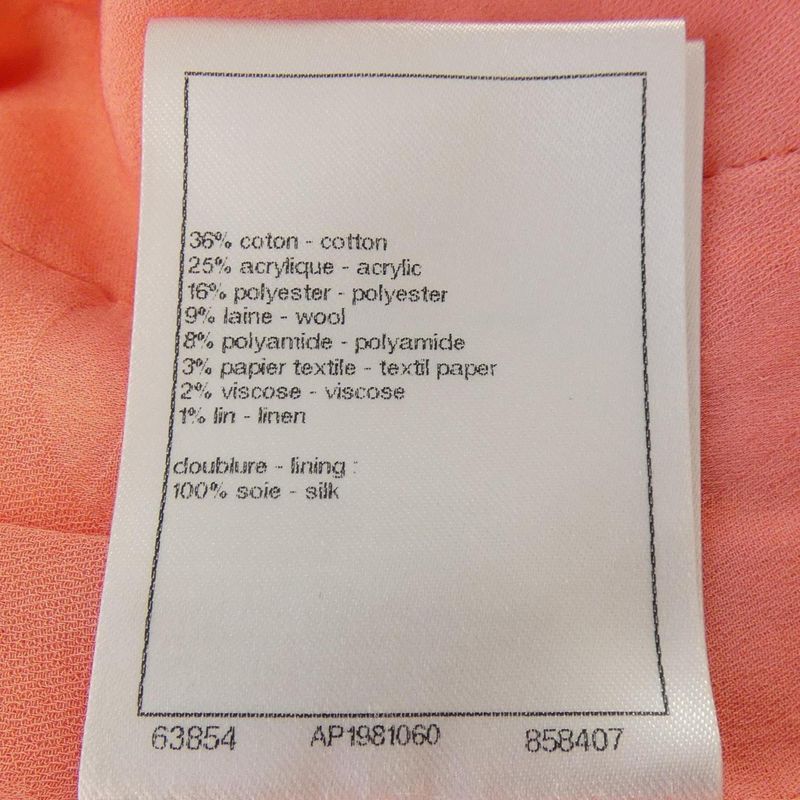 36% coton - cotton
25% acrylique - acrylic
16% polyester - polyester
9% laine - wool
8% polyamide - polyamide
3% papier textile - textil paper
2% viscose - viscose
1% lin - linen
doublure - lining :
100% soie - silk
63854 AP1981060 858407